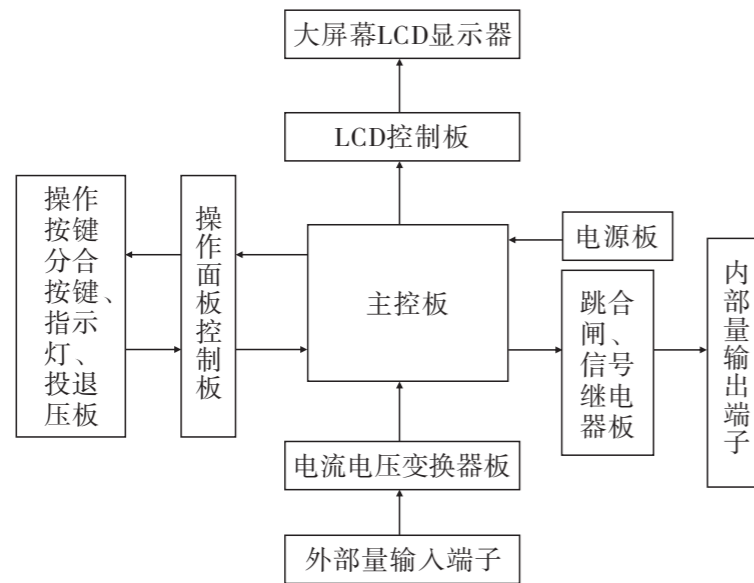 大屏幕LCD显示器
LCD控制板
操作
按键
分合
按键、
指示
灯、
投退
压板
操作面板控制板
主控板
电源板
跳合
闸、
信号
继电
器板
内部量输出端子
电流电压变换器板
外部量输入端子